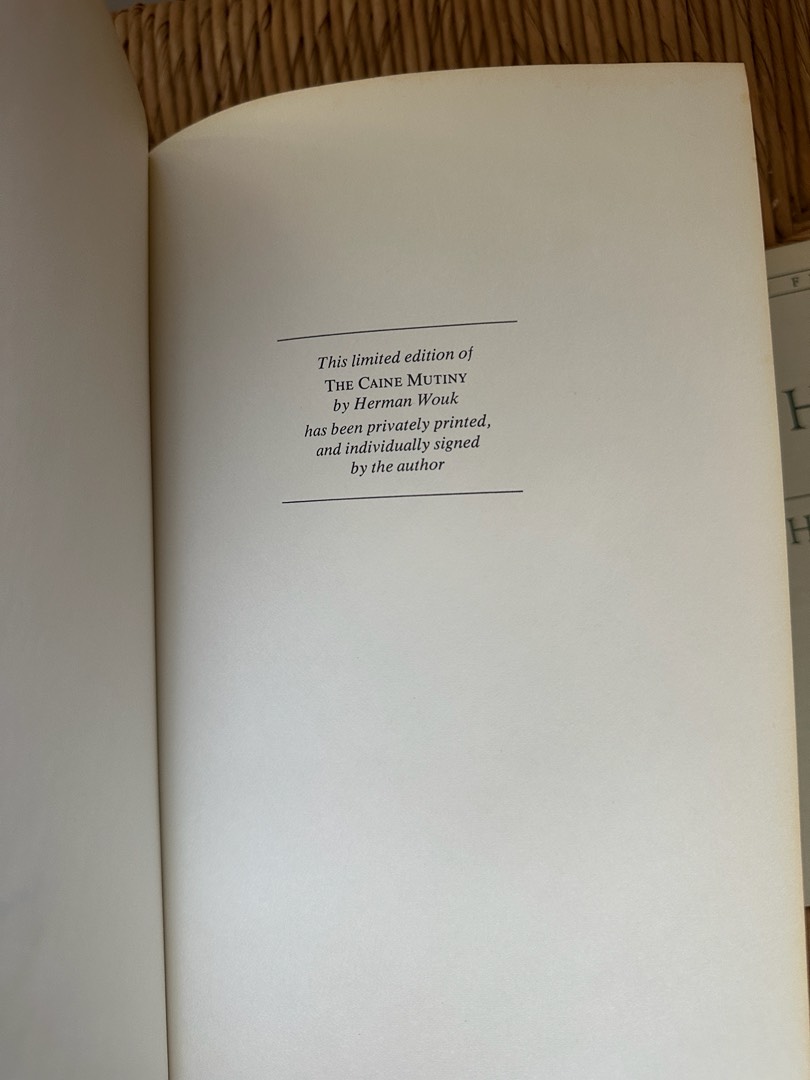 This limited edition of
THE CAINE MUTINY
by Herman Wouk
has been privately printed,
and individually signed
by the author
F
H
H